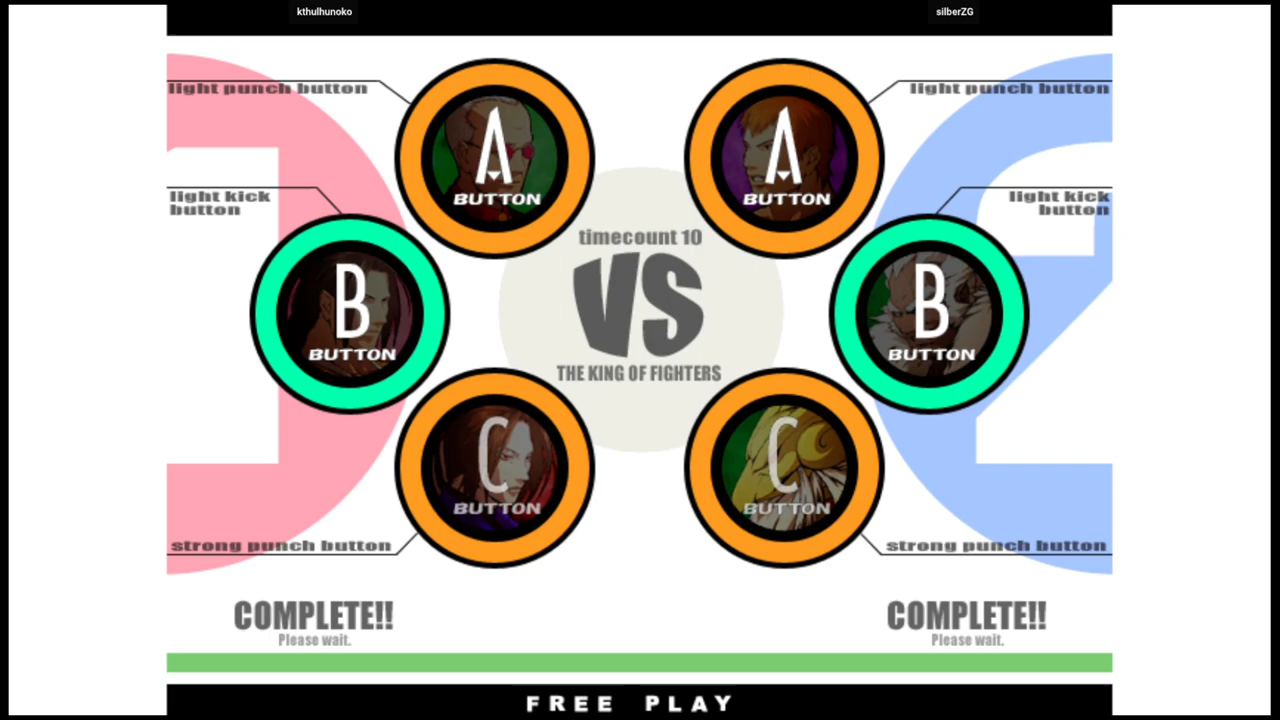 kthulhunoko
silberZG
light punch button
light punch button
A
BUTTON
A
BUTTON
light kick
button
light kick
button
timecount 10
VS
THE KING OF FIGHTERS
B
BUTTON
B
BUTTON
C
BUTTON
C
BUTTON
strong punch button
strong punch button
COMPLETE!!
Please wait.
COMPLETE!!
Please wait.
FREE PLAY